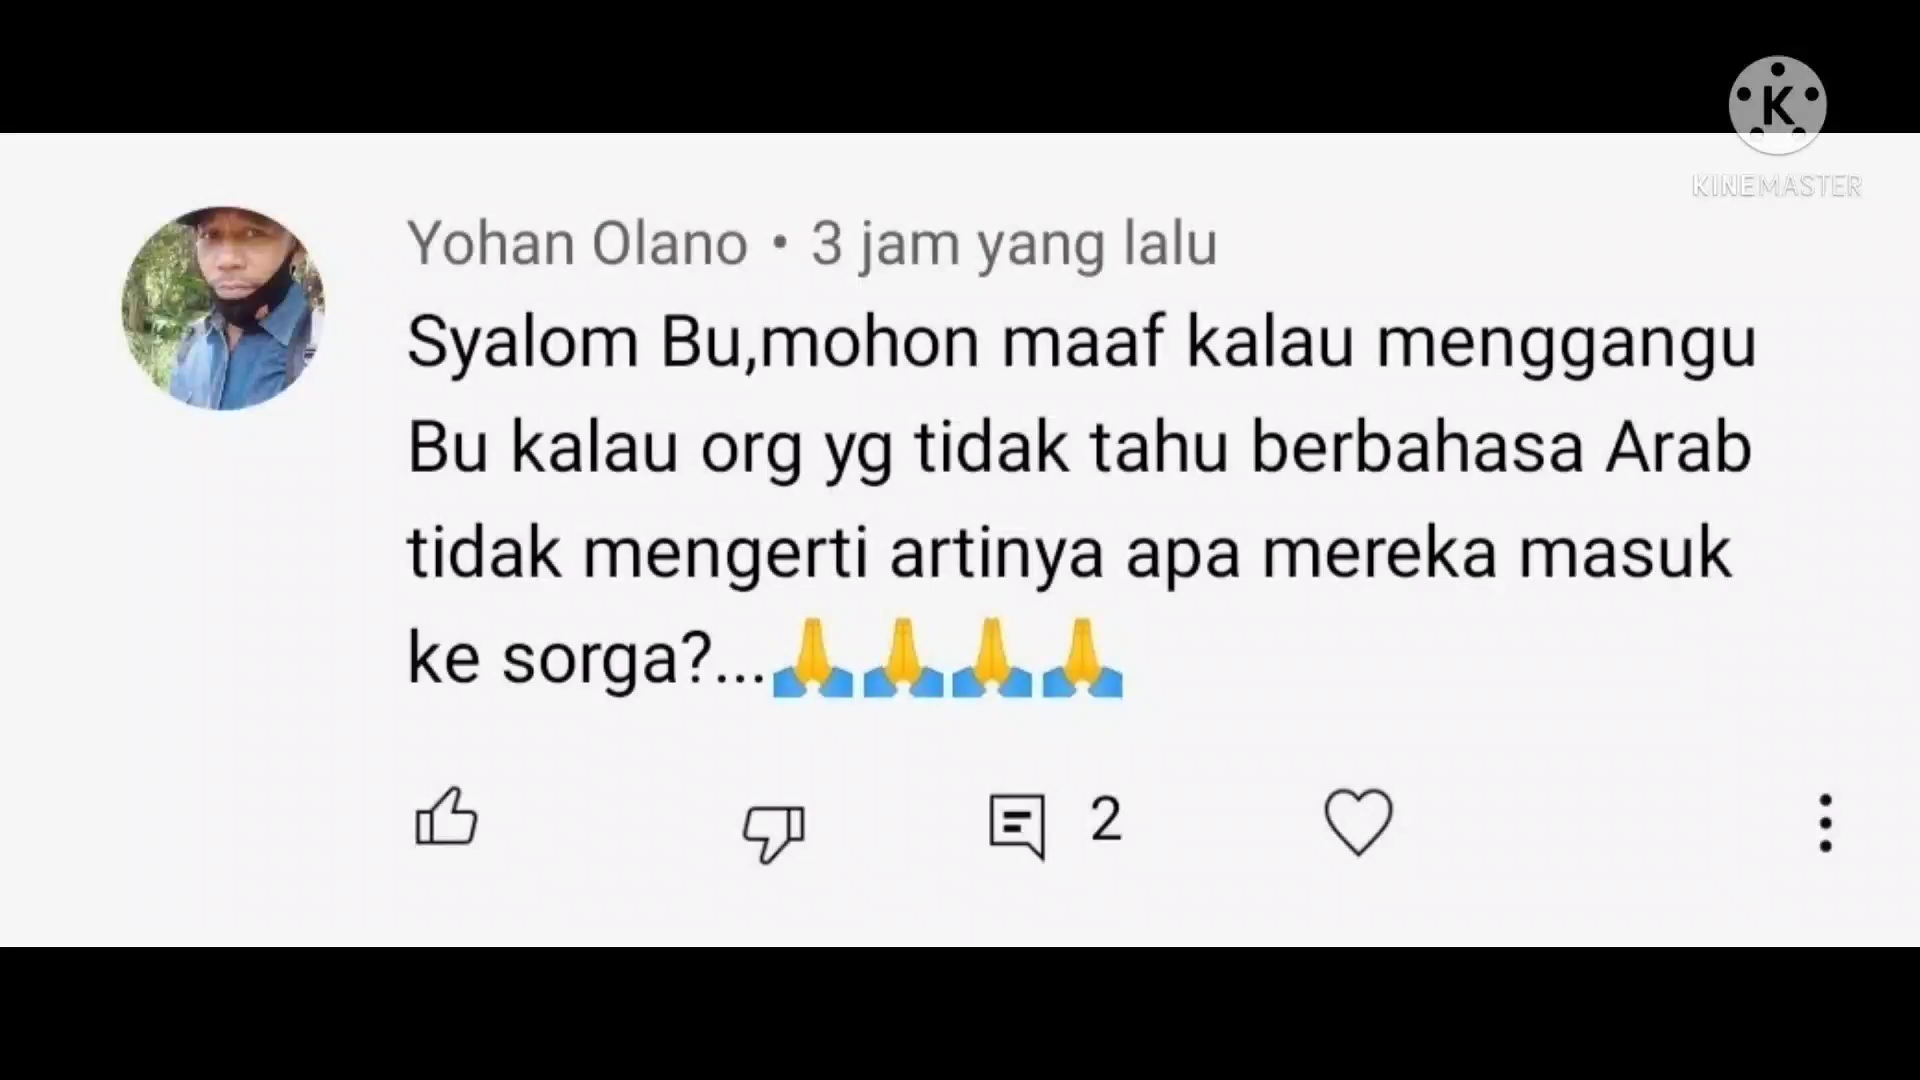 K
KINEMASTER
Yohan Olano • 3 jam yang lalu
Syalom Bu,mohon maaf kalau menggangu
Bu kalau org yg tidak tahu berbahasa Arab
tidak mengerti artinya apa mereka masuk
ke sorga?...🙏🙏🙏🙏
2